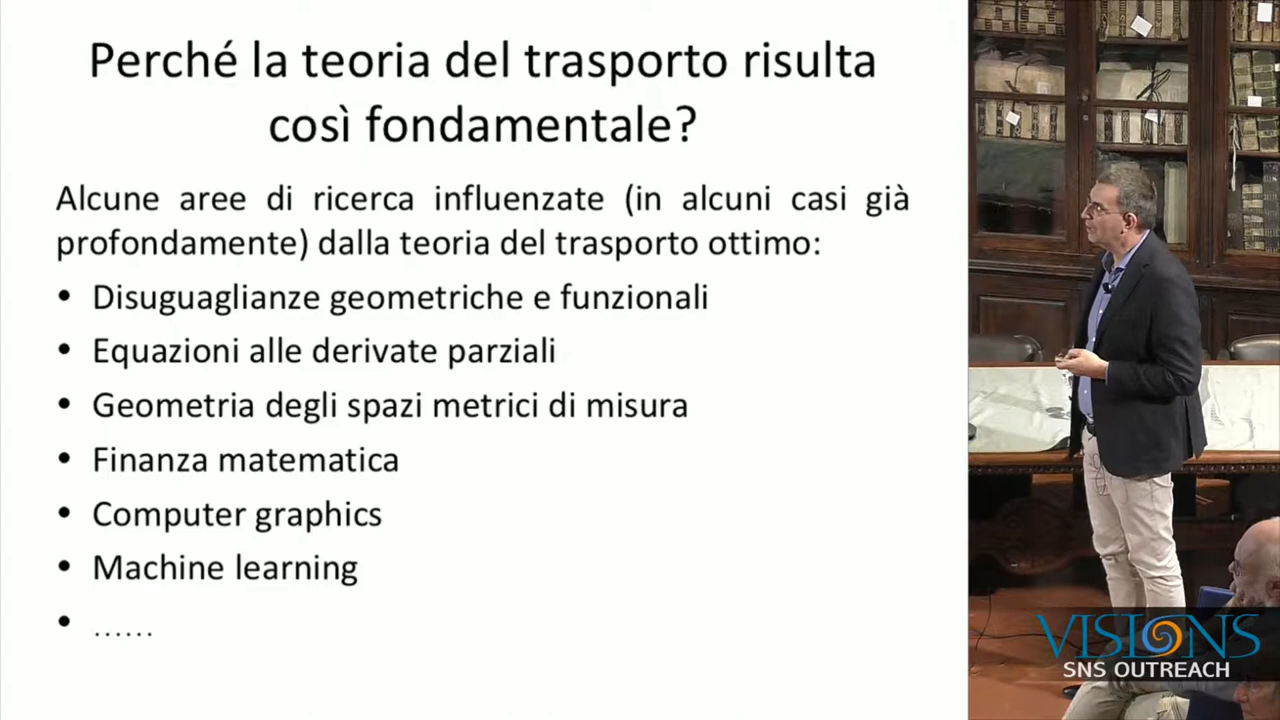 Perché la teoria del trasporto risulta
così fondamentale?
Alcune aree di ricerca influenzate (in alcuni casi già
profondamente) dalla teoria del trasporto ottimo:
• Disuguaglianze geometriche e funzionali
• Equazioni alle derivate parziali
• Geometria degli spazi metrici di misura
• Finanza matematica
• Computer graphics
• Machine learning
• ......
VISIONS
SNS OUTREACH